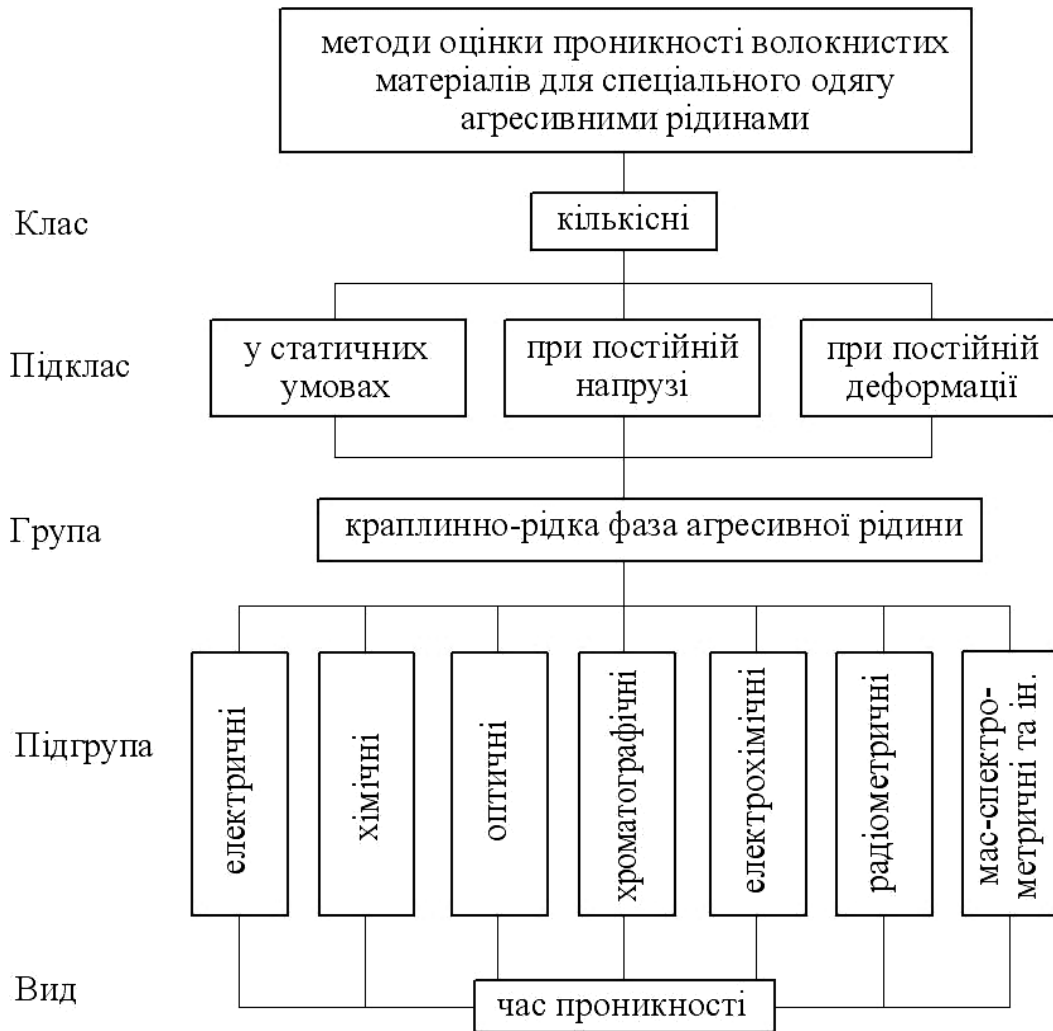 методи оцінки проникності волокнистих
матеріалів для спеціального одягу
агресивними рідинами
Клас
кількісні
Підклас
у статичних
умовах
при постійній
напрузі
при постійній
деформації
Група
краплинно-рідка фаза агресивної рідини
Підгрупа
електричні
хімічні
оптичні
хроматографічні
електрохімічні
радіометричні
мас-спектро-
метричні та ін.
Вид
час проникності